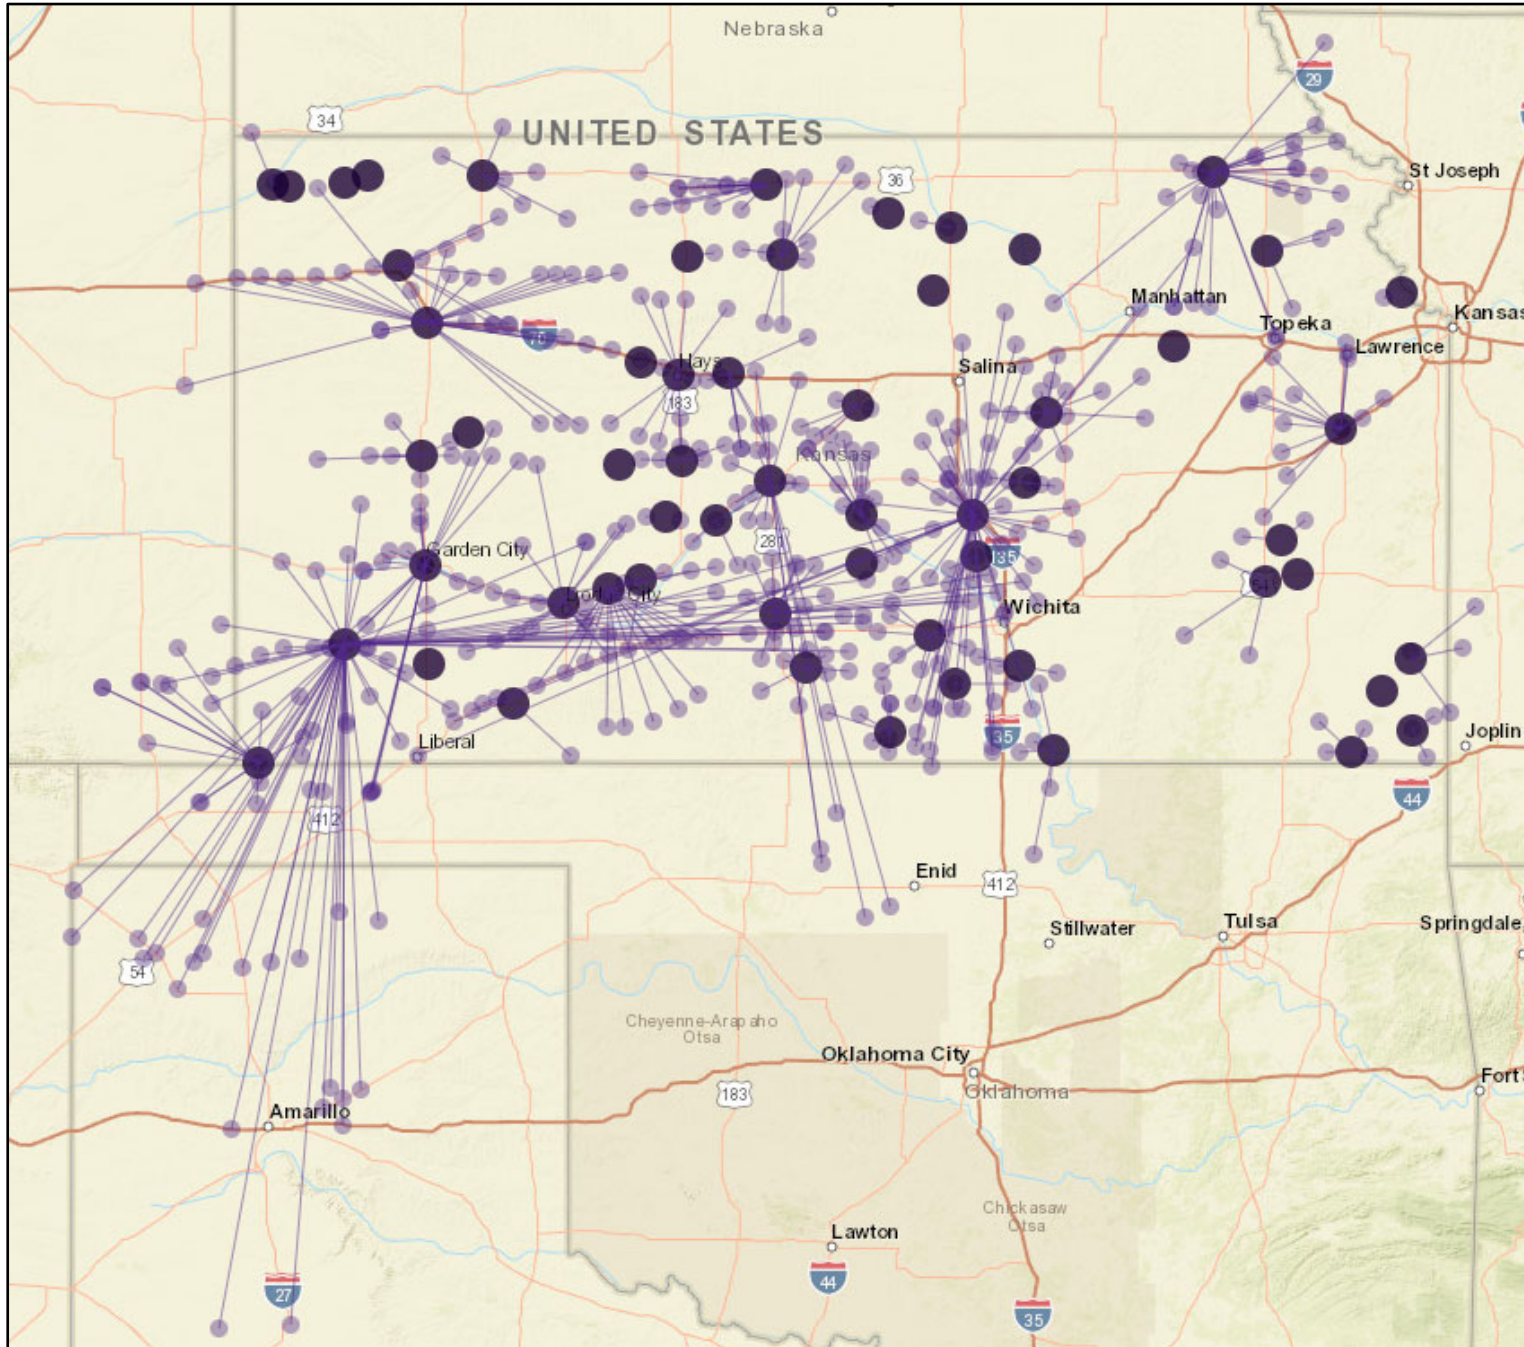 Nebraska
29
34
UNITED STATES
36
St Joseph
Manhattan
Topeka
Kansas
Lawrence
70
Hays
Salina
183
Kansas
281
Garden City
135
City
54
Wichita
Liberal
35
Joplin
44
412
Enid
412
Stillwater
Tulsa
Springdale
54
Cheyenne-Arapaho
Otsa
Oklahoma City
183
Oklahoma
Fort
Amarillo
Chickasaw
Otsa
Lawton
44
27
35